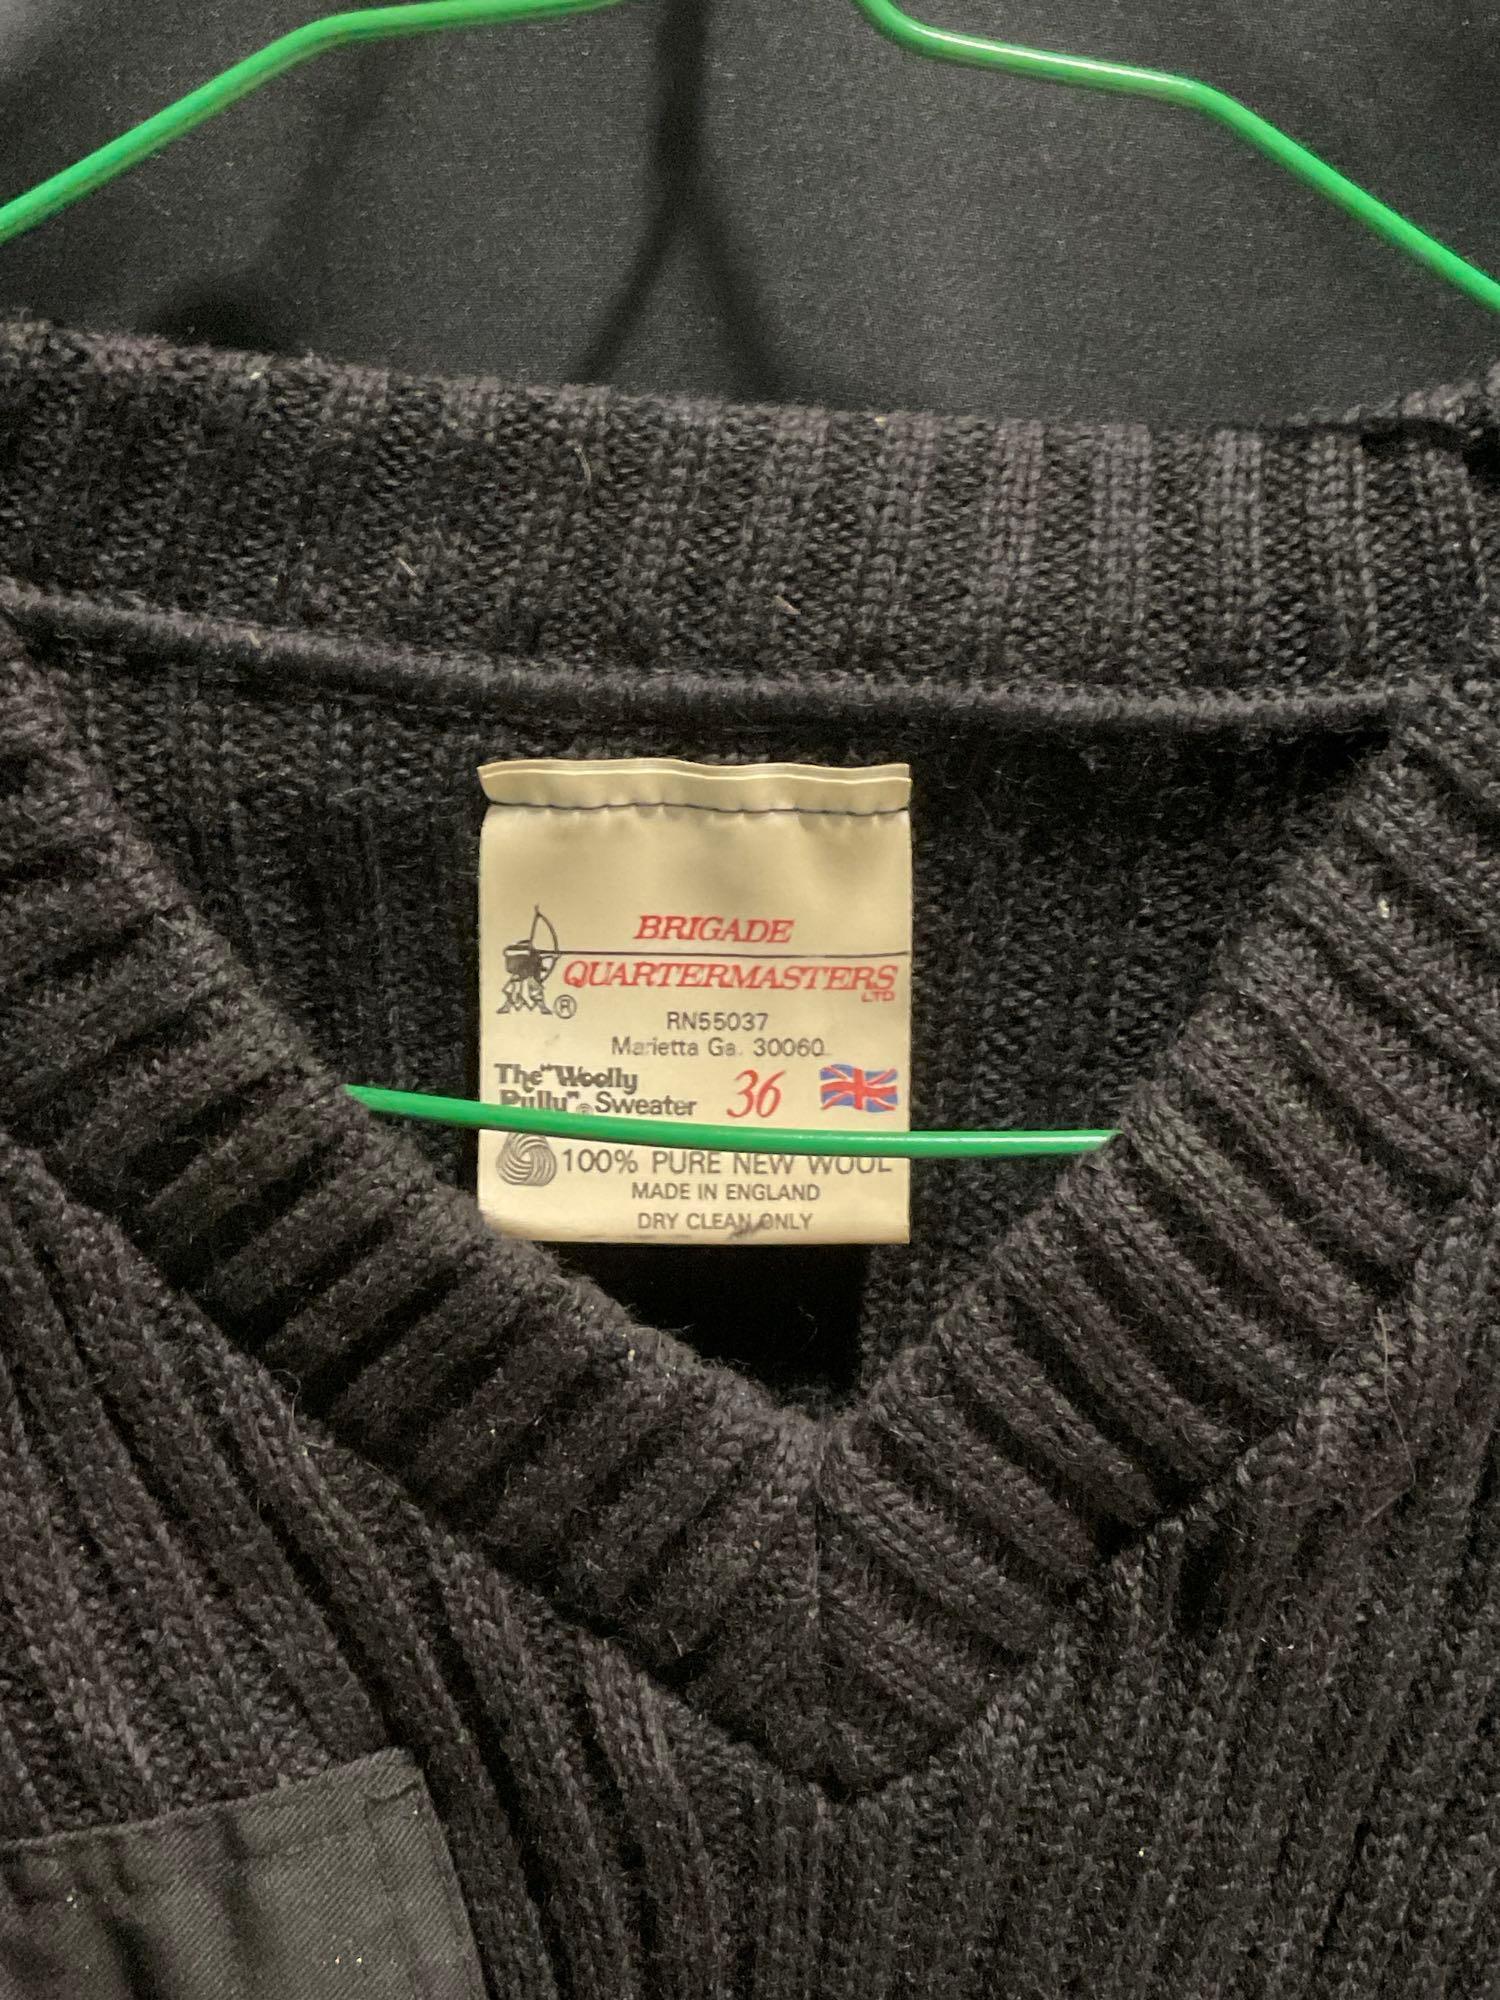 BRIGADE
QUARTERMASTERS
LTD
®
RN55037
Marietta Ga. 30060
The "Woolly
Pully"® Sweater
36
100% PURE NEW WOOL
MADE IN ENGLAND
DRY CLEAN ONLY